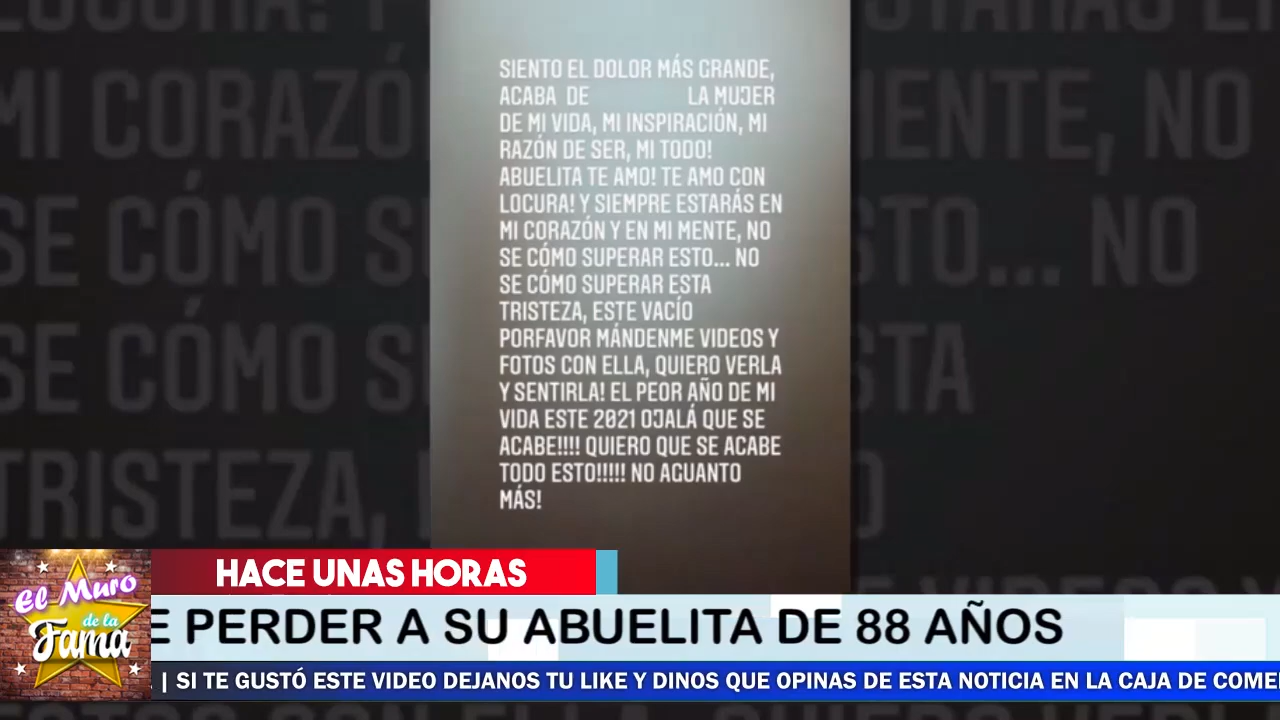 SIENTO EL DOLOR MÁS GRANDE,
ACABA DE LA MUJER
DE MI VIDA, MI INSPIRACIÓN, MI
RAZÓN DE SER, MI TODO!
ABUELITA TE AMO! TE AMO CON
LOCURA! Y SIEMPRE ESTARÁS EN
MI CORAZÓN Y EN MI MENTE, NO
SE CÓMO SUPERAR ESTO... NO
SE CÓMO SUPERAR ESTA
TRISTEZA, ESTE VACÍO
PORFAVOR MÁNDENME VIDEOS Y
FOTOS CON ELLA, QUIERO VERLA
Y SENTIRLA! EL PEOR AÑO DE MI
VIDA ESTE 2021 OJALÁ QUE SE
ACABE!!!! QUIERO QUE SE ACABE
TODO ESTO!!!!! NO AGUANTO
MÁS!
HACE UNAS HORAS
El Muro
de la
Fama
E PERDER A SU ABUELITA DE 88 AÑOS
| SI TE GUSTÓ ESTE VIDEO DEJANOS TU LIKE Y DINOS QUE OPINAS DE ESTA NOTICIA EN LA CAJA DE COME